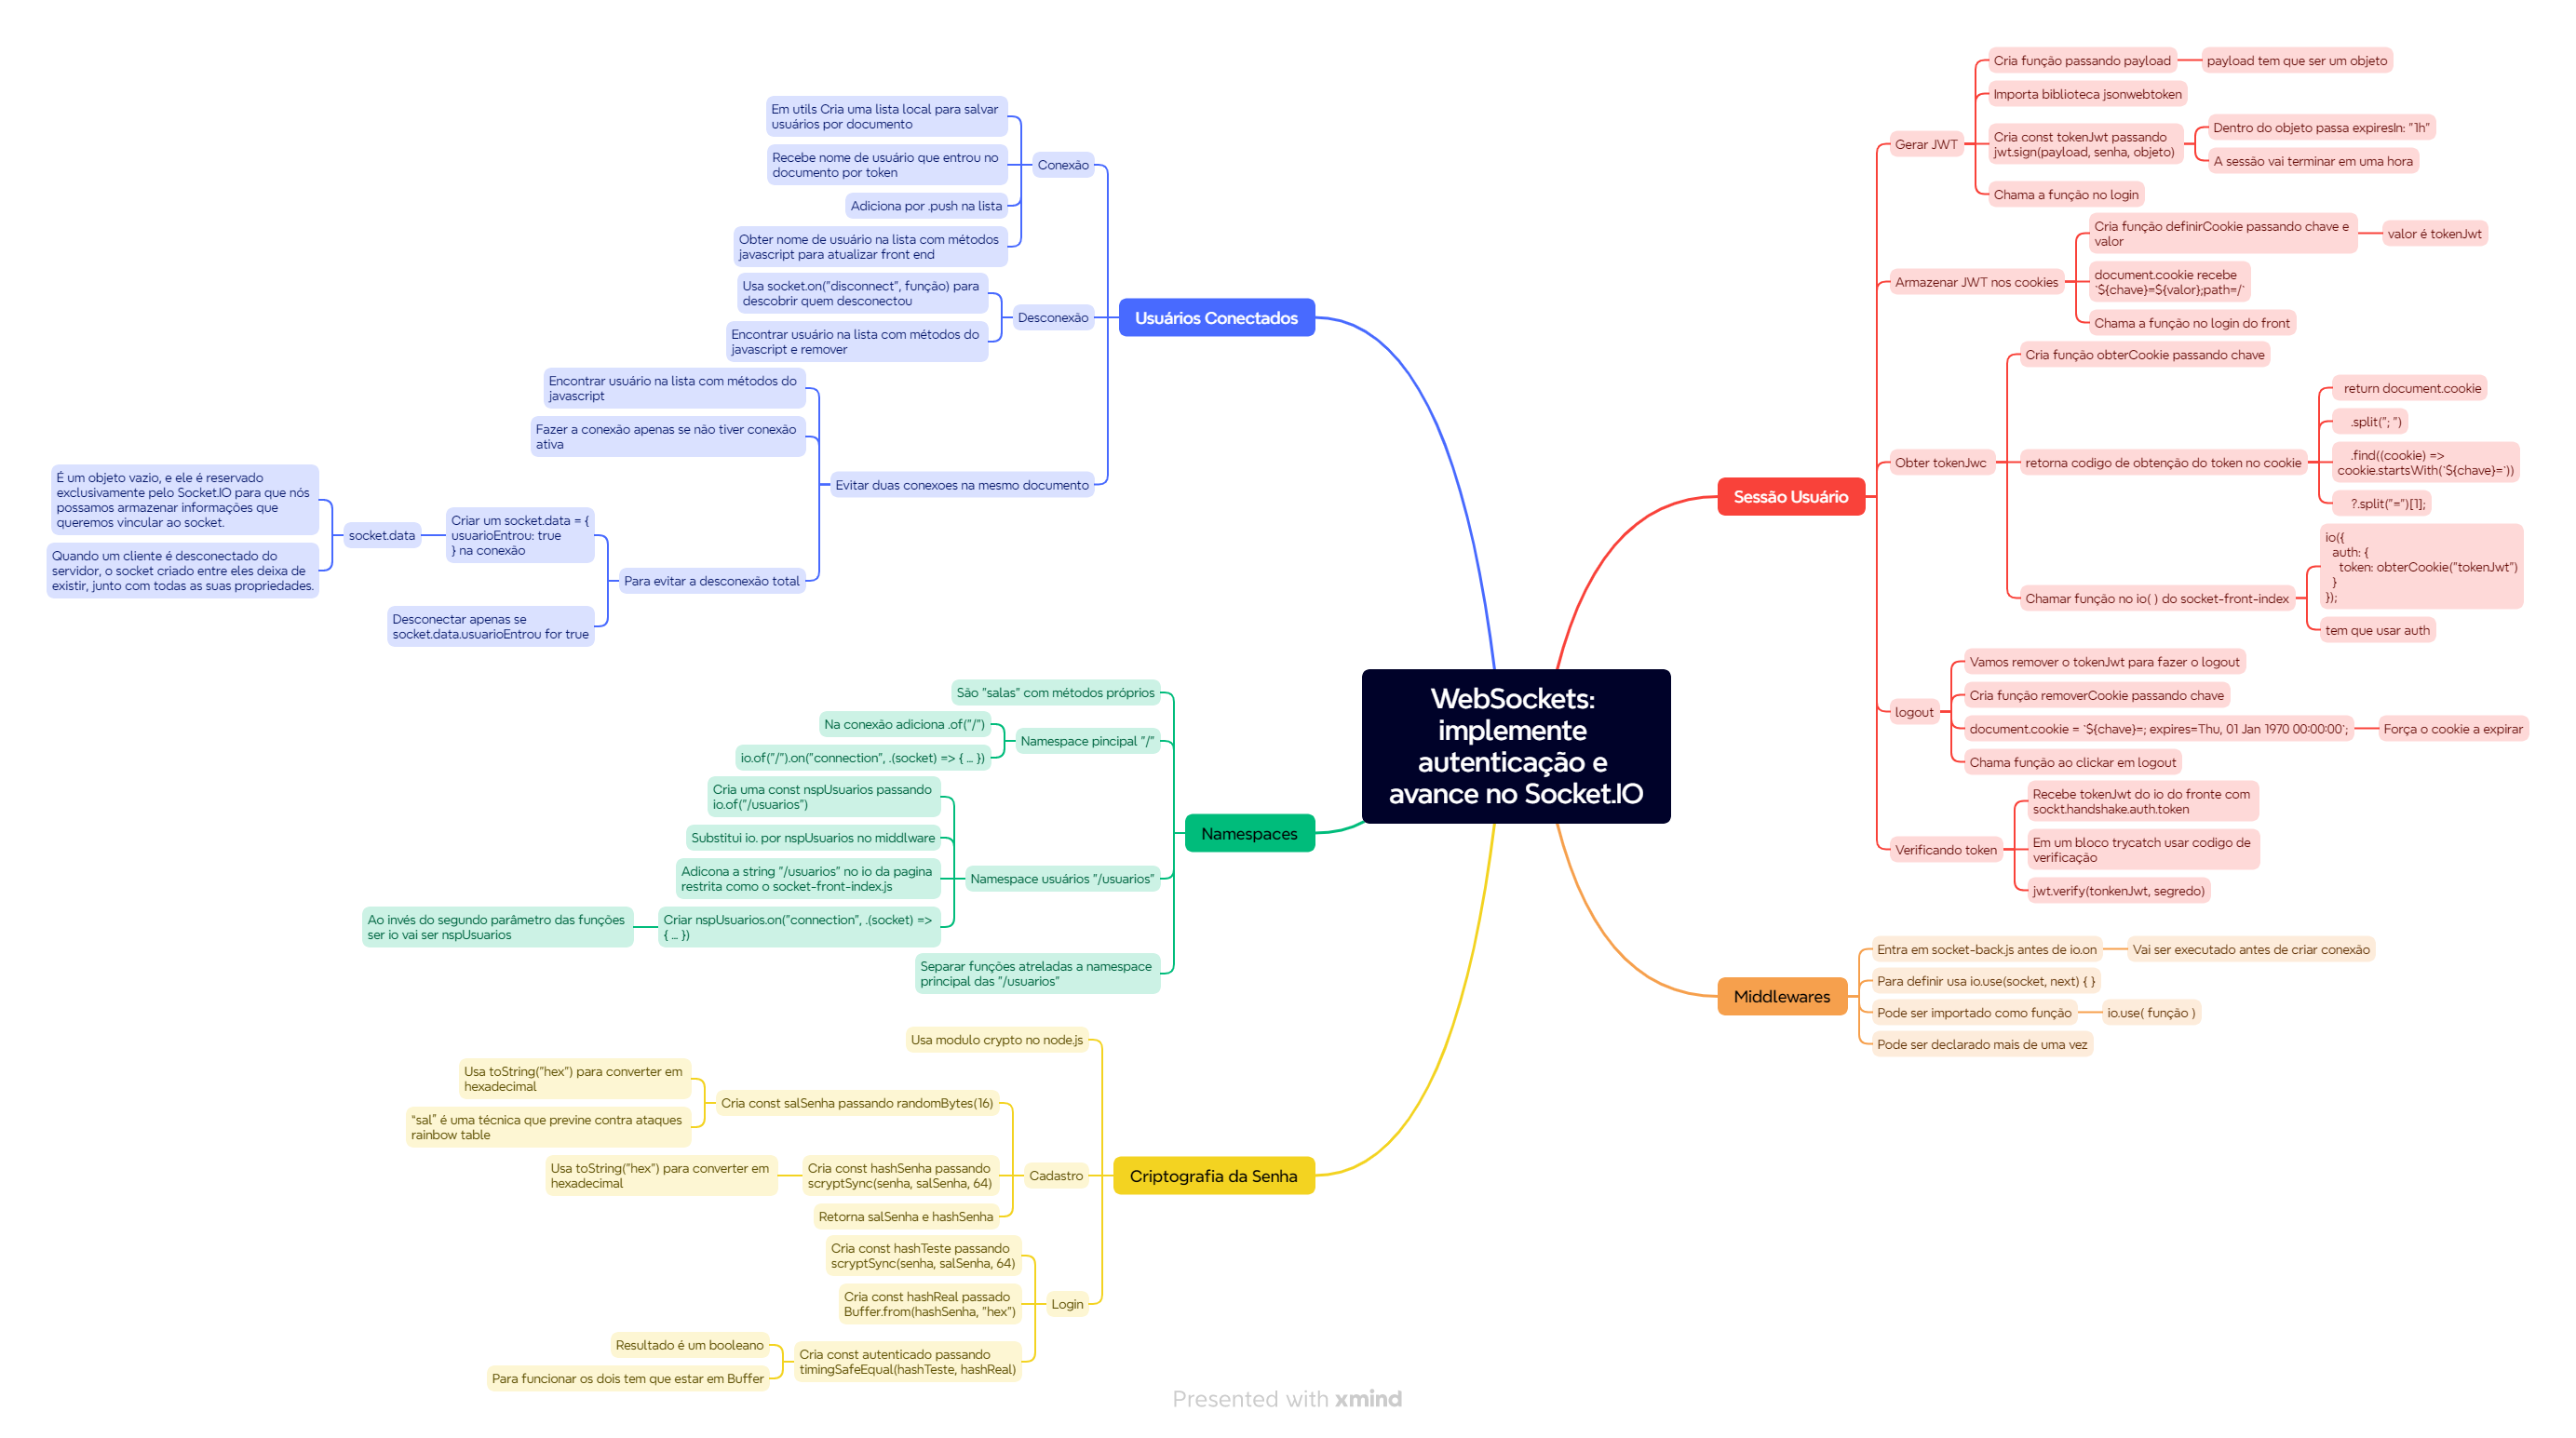 WebSockets:
implemente
autenticação e
avance no Socket.IO
Sessão Usuário
Gerar JWT
Cria função passando payload
payload tem que ser um objeto
Importa biblioteca jsonwebtoken
Cria const tokenJwt passando
jwt.sign(payload, senha, objeto)
Dentro do objeto passa expiresIn: "1h"
A sessão vai terminar em uma hora
Chama a função no login
Armazenar JWT nos cookies
Cria função definirCookie passando chave e
valor
valor é tokenJwt
document.cookie recebe
`${chave}=${valor};path=/`
Chama a função no login do front
Obter tokenJwc
Cria função obterCookie passando chave
retorna codigo de obtenção do token no cookie
return document.cookie
.split("; ")
.find((cookie) =>
cookie.startsWith(`${chave}=`))
?.split("=")[1];
Chamar função no io( ) do socket-front-index
io({
auth: {
token: obterCookie("tokenJwt")
}
});
tem que usar auth
logout
Vamos remover o tokenJwt para fazer o logout
Cria função removerCookie passando chave
document.cookie = `${chave}=; expires=Thu, 01 Jan 1970 00:00:00`;
Força o cookie a expirar
Chama função ao clickar em logout
Verificando token
Recebe tokenJwt do io do fronte com
sockt.handshake.auth.token
Em um bloco trycatch usar codigo de
verificação
jwt.verify(tonkenJwt, segredo)
Middlewares
Entra em socket-back.js antes de io.on
Vai ser executado antes de criar conexão
Para definir usa io.use(socket, next) { }
Pode ser importado como função
io.use( função )
Pode ser declarado mais de uma vez
Usuários Conectados
Conexão
Em utils Cria uma lista local para salvar
usuários por documento
Recebe nome de usuário que entrou no
documento por token
Adiciona por .push na lista
Obter nome de usuário na lista com métodos
javascript para atualizar front end
Desconexão
Usa socket.on("disconnect", função) para
descobrir quem desconectou
Encontrar usuário na lista com métodos do
javascript e remover
Evitar duas conexoes na mesmo documento
Encontrar usuário na lista com métodos do
javascript
Fazer a conexão apenas se não tiver conexão
ativa
Para evitar a desconexão total
Criar um socket.data = {
usuarioEntrou: true
} na conexão
socket.data
É um objeto vazio, e ele é reservado
exclusivamente pelo Socket.IO para que nós
possamos armazenar informações que
queremos vincular ao socket.
Quando um cliente é desconectado do
servidor, o socket criado entre eles deixa de
existir, junto com todas as suas propriedades.
Desconectar apenas se
socket.data.usuarioEntrou for true
Namespaces
São "salas" com métodos próprios
Namespace pincipal "/"
Na conexão adiciona .of("/")
io.of("/").on("connection", .(socket) => { ... })
Namespace usuários "/usuarios"
Cria uma const nspUsuarios passando
io.of("/usuarios")
Substitui io. por nspUsuarios no middlware
Adicona a string "/usuarios" no io da pagina
restrita como o socket-front-index.js
Criar nspUsuarios.on("connection", .(socket) =>
{ ... })
Ao invés do segundo parâmetro das funções
ser io vai ser nspUsuarios
Separar funções atreladas a namespace
principal das "/usuarios"
Criptografia da Senha
Usa modulo crypto no node.js
Cadastro
Cria const salSenha passando randomBytes(16)
Usa toString("hex") para converter em
hexadecimal
“sal” é uma técnica que previne contra ataques
rainbow table
Cria const hashSenha passando
scryptSync(senha, salSenha, 64)
Usa toString("hex") para converter em
hexadecimal
Retorna salSenha e hashSenha
Login
Cria const hashTeste passando
scryptSync(senha, salSenha, 64)
Cria const hashReal passado
Buffer.from(hashSenha, "hex")
Cria const autenticado passando
timingSafeEqual(hashTeste, hashReal)
Resultado é um booleano
Para funcionar os dois tem que estar em Buffer
Presented with xmind